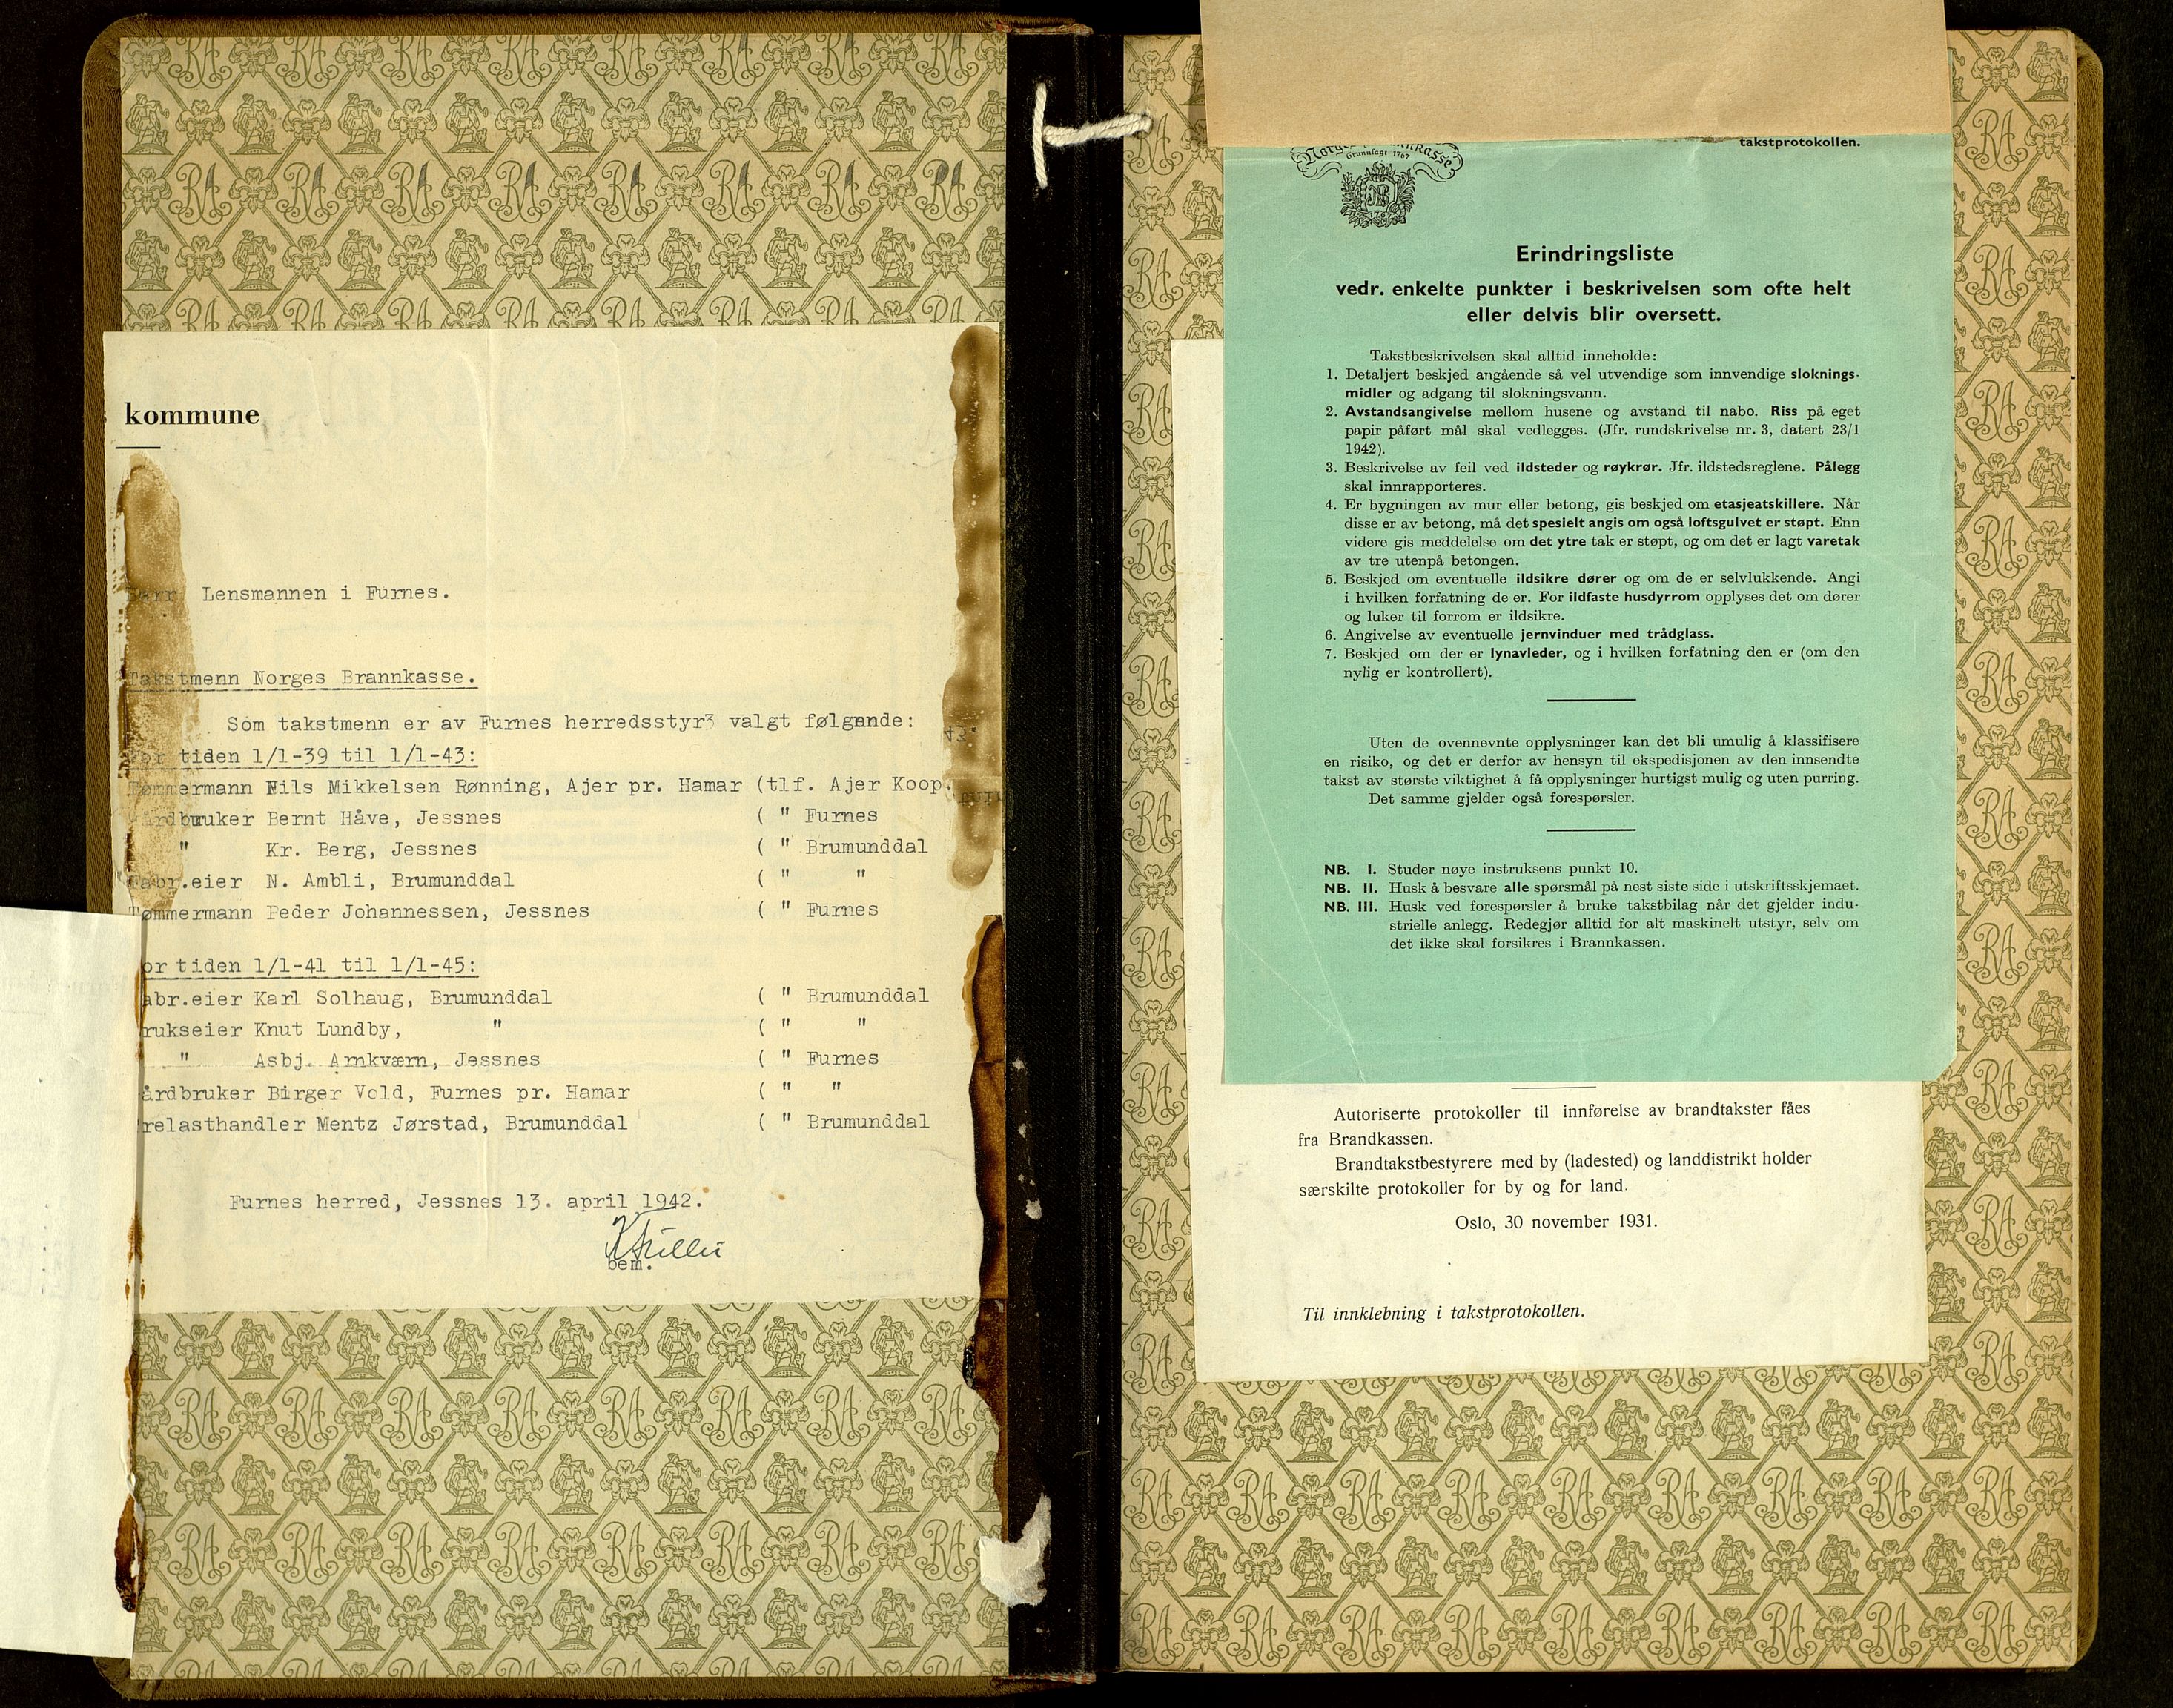 kommune
Herr Lensmannen i Furnes.
Takstmenn Norges Brannkasse.
Som takstmenn er av Furnes herredsstyr3 valgt følgende:
For tiden 1/1-39 til 1/1-43:
Tømmermann Nils Mikkelsen Rønning, Ajer pr. Hamar (tlf. Ajer Koop.
årdbruker Bernt Håve, Jessnes ( " Furnes
" Kr. Berg, Jessnes ( " Brumunddal
Fabr.eier N. Ambli, Brumunddal ( " "
Tømmermann Peder Johannessen, Jessnes ( " Furnes
or tiden 1/1-41 til 1/1-45:
abr.eier Karl Solhaug, Brumunddal ( " Brumunddal
rukseier Knut Lundby, " ( " "
" Asbj. Arnkværn, Jessnes ( " Furnes
årdbruker Birger Vold, Furnes pr. Hamar ( " "
relasthandler Mentz Jørstad, Brumunddal ( " Brumunddal
Furnes herred, Jessnes 13. april 1942.
bem.
takstprotokollen.
Grunnlagt 1767
Erindringsliste
vedr. enkelte punkter i beskrivelsen som ofte helt
eller delvis blir oversett.
Takstbeskrivelsen skal alltid inneholde:
1. Detaljert beskjed angående så vel utvendige som innvendige sloknings-
midler og adgang til slokningsvann.
2. Avstandsangivelse mellom husene og avstand til nabo. Riss på eget
papir påført mål skal vedlegges. (Jfr. rundskrivelse nr. 3, datert 23/1
1942).
3. Beskrivelse av feil ved ildsteder og røykrør. Jfr. ildstedsreglene. Pålegg
skal innrapporteres.
4. Er bygningen av mur eller betong, gis beskjed om etasjeatskillere. Når
disse er av betong, må det spesielt angis om også loftsgulvet er støpt. Enn
videre gis meddelelse om det ytre tak er støpt, og om det er lagt varetak
av tre utenpå betongen.
5. Beskjed om eventuelle ildsikre dører og om de er selvlukkende. Angi
i hvilken forfatning de er. For ildfaste husdyrrom opplyses det om dører
og luker til forrom er ildsikre.
6. Angivelse av eventuelle jernvinduer med trådglass.
7. Beskjed om der er lynavleder, og i hvilken forfatning den er (om den
nylig er kontrollert).
Uten de ovennevnte opplysninger kan det bli umulig å klassifisere
en risiko, og det er derfor av hensyn til ekspedisjonen av den innsendte
takst av største viktighet å få opplysninger hurtigst mulig og uten purring.
Det samme gjelder også forespørsler.
NB. I. Studer nøye instruksens punkt 10.
NB. II. Husk å besvare alle spørsmål på nest siste side i utskriftsskjemaet.
NB. III. Husk ved forespørsler å bruke takstbilag når det gjelder indu-
strielle anlegg. Redegjør alltid for alt maskinelt utstyr, selv om
det ikke skal forsikres i Brannkassen.
Autoriserte protokoller til innførelse av brandtakster fåes
fra Brandkassen.
Brandtakstbestyrere med by (ladested) og landdistrikt holder
særskilte protokoller for by og for land.
Oslo, 30 november 1931.
Til innklebning i takstprotokollen.